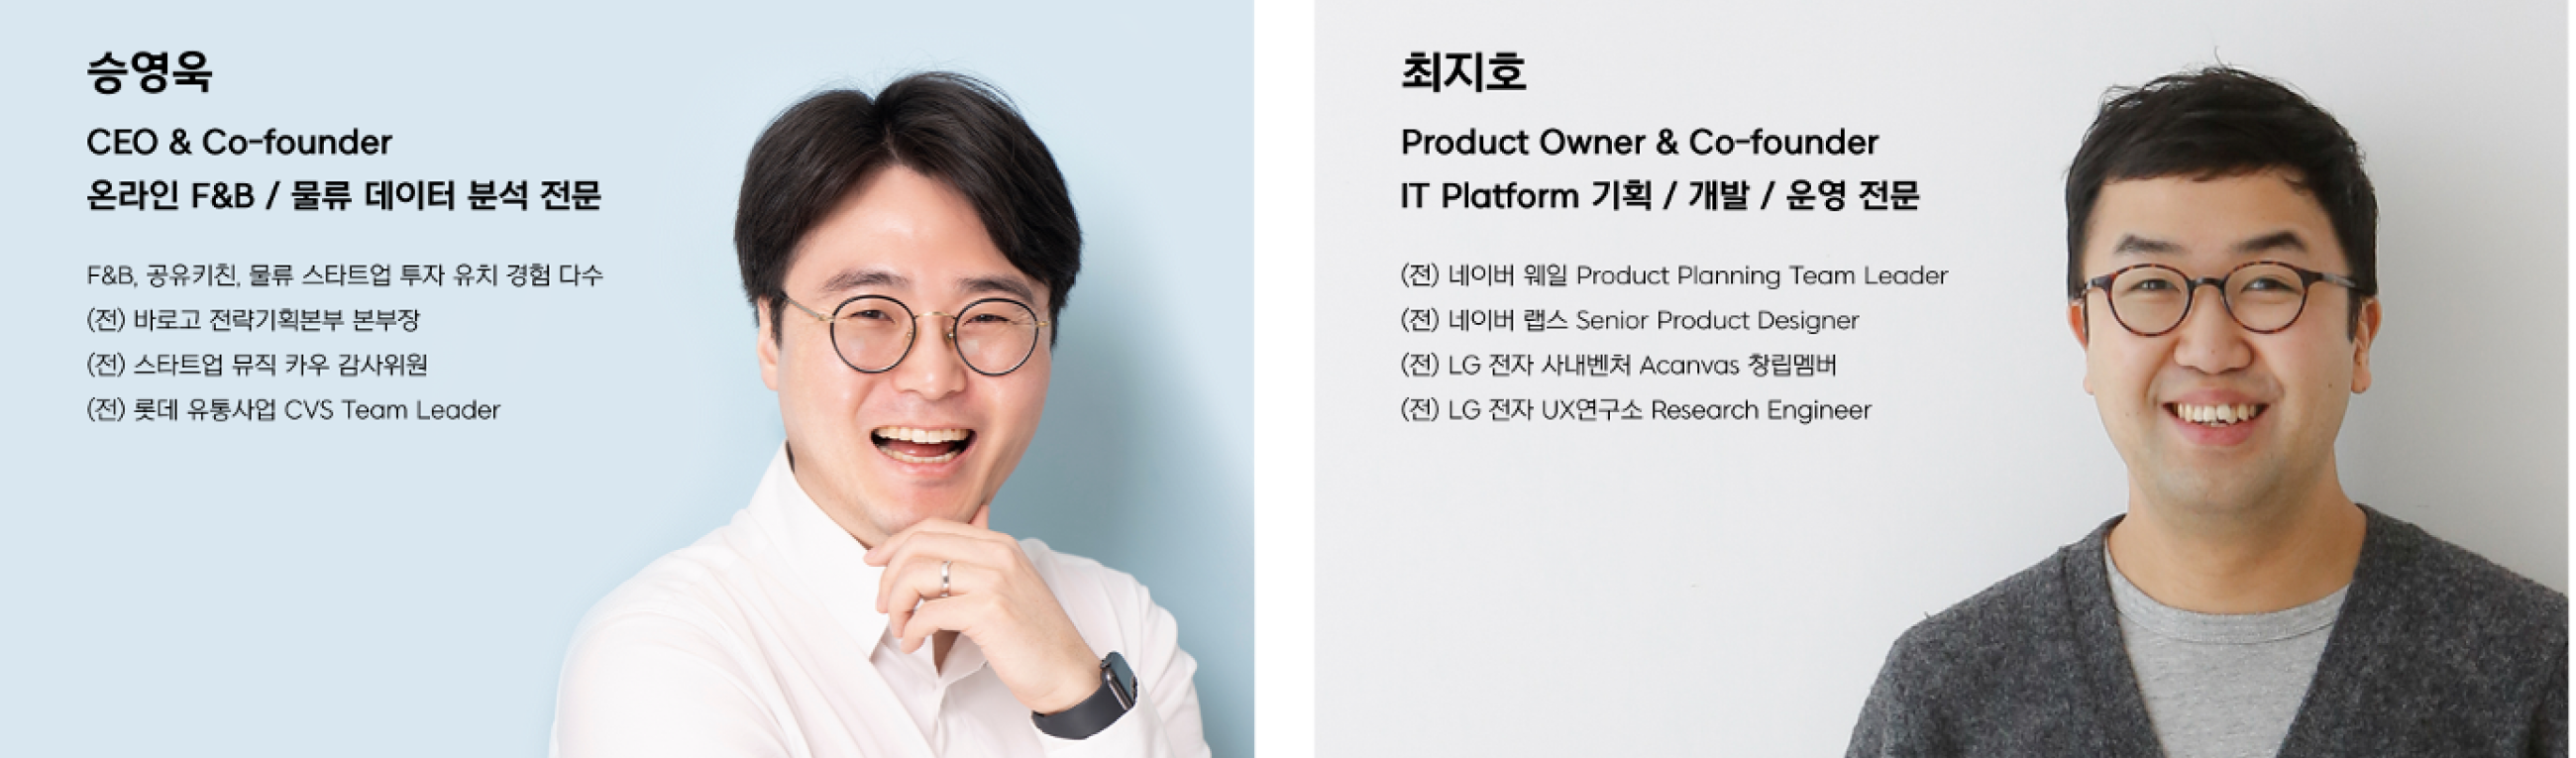 승영욱
CEO & Co-founder
온라인 F&B / 물류 데이터 분석 전문
F&B, 공유키친, 물류 스타트업 투자 유치 경험 다수
(전) 바로고 전략기획본부 본부장
(전) 스타트업 뮤직 카우 감사위원
(전) 롯데 유통사업 CVS Team Leader
최지호
Product Owner & Co-founder
IT Platform 기획 / 개발 / 운영 전문
(전) 네이버 웨일 Product Planning Team Leader
(전) 네이버 랩스 Senior Product Designer
(전) LG 전자 사내벤처 Acanvas 창립멤버
(전) LG 전자 UX연구소 Research Engineer